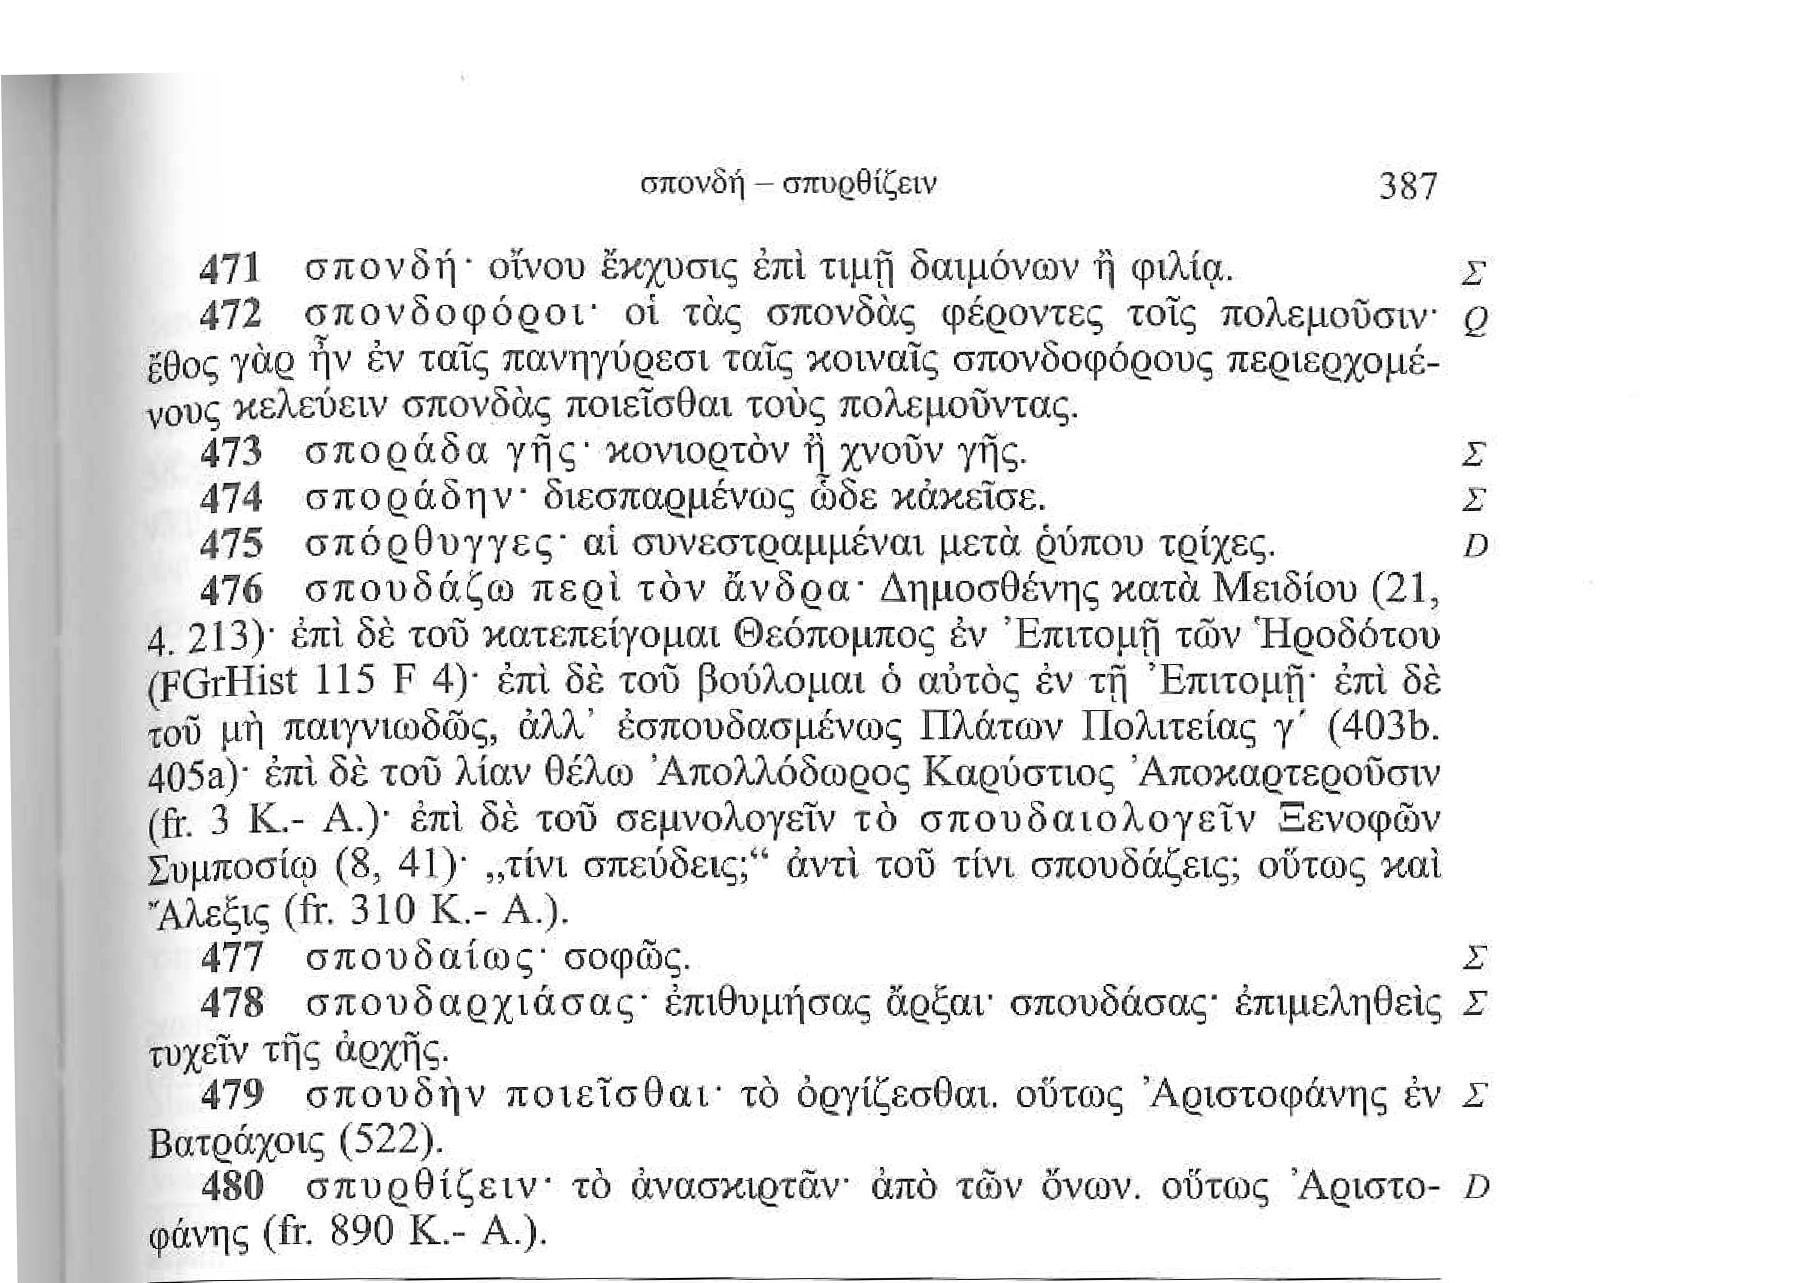 σπονδή – σπυρθίζειν 387
471 σπονδή· οἴνου ἔκχυσις ἐπὶ τιμῇ δαιμόνων ἢ φιλίᾳ. Σ
472 σπονδοφόροι· οἱ τὰς σπονδὰς φέροντες τοῖς πολεμοῦσιν· Q
ἔθος γὰρ ἦν ἐν ταῖς πανηγύρεσι ταῖς κοιναῖς σπονδοφόρους περιερχομέ-
νους κελεύειν σπονδὰς ποιεῖσθαι τοὺς πολεμοῦντας.
473 σποράδα γῆς· κονιορτὸν ἢ χνοῦν γῆς. Σ
474 σποράδην· διεσπαρμένως ὧδε κἀκεῖσε. Σ
475 σπόρθυγγες· αἱ συνεστραμμέναι μετὰ ῥύπου τρίχες. D
476 σπουδάζω περὶ τὸν ἄνδρα· Δημοσθένης κατὰ Μειδίου (21,
4. 213)· ἐπὶ δὲ τοῦ κατεπείγομαι Θεόπομπος ἐν Ἐπιτομῇ τῶν Ἡροδότου
(FGrHist 115 F 4)· ἐπὶ δὲ τοῦ βούλομαι ὁ αὐτὸς ἐν τῇ Ἐπιτομῇ· ἐπὶ δὲ
τοῦ μὴ παιγνιωδῶς, ἀλλ’ ἐσπουδασμένως Πλάτων Πολιτείας γ´ (403b.
405a)· ἐπὶ δὲ τοῦ λίαν θέλω Ἀπολλόδωρος Καρύστιος Ἀποκαρτεροῦσιν
(fr. 3 K.- A.)· ἐπὶ δὲ τοῦ σεμνολογεῖν τὸ σπουδαιολογεῖν Ξενοφῶν
Συμποσίῳ (8, 41)· „τίνι σπεύδεις;“ ἀντὶ τοῦ τίνι σπουδάζεις; οὕτως καὶ
Ἄλεξις (fr. 310 K.- A.).
477 σπουδαίως· σοφῶς. Σ
478 σπουδαρχιάσας· ἐπιθυμήσας ἄρξαι· σπουδάσας· ἐπιμεληθεὶς Σ
τυχεῖν τῆς ἀρχῆς.
479 σπουδὴν ποιεῖσθαι· τὸ ὀργίζεσθαι. οὕτως Ἀριστοφάνης ἐν Σ
Βατράχοις (522).
480 σπυρθίζειν· τὸ ἀνασκιρτᾶν· ἀπὸ τῶν ὄνων. οὕτως Ἀριστο- D
φάνης (fr. 890 K.- A.).